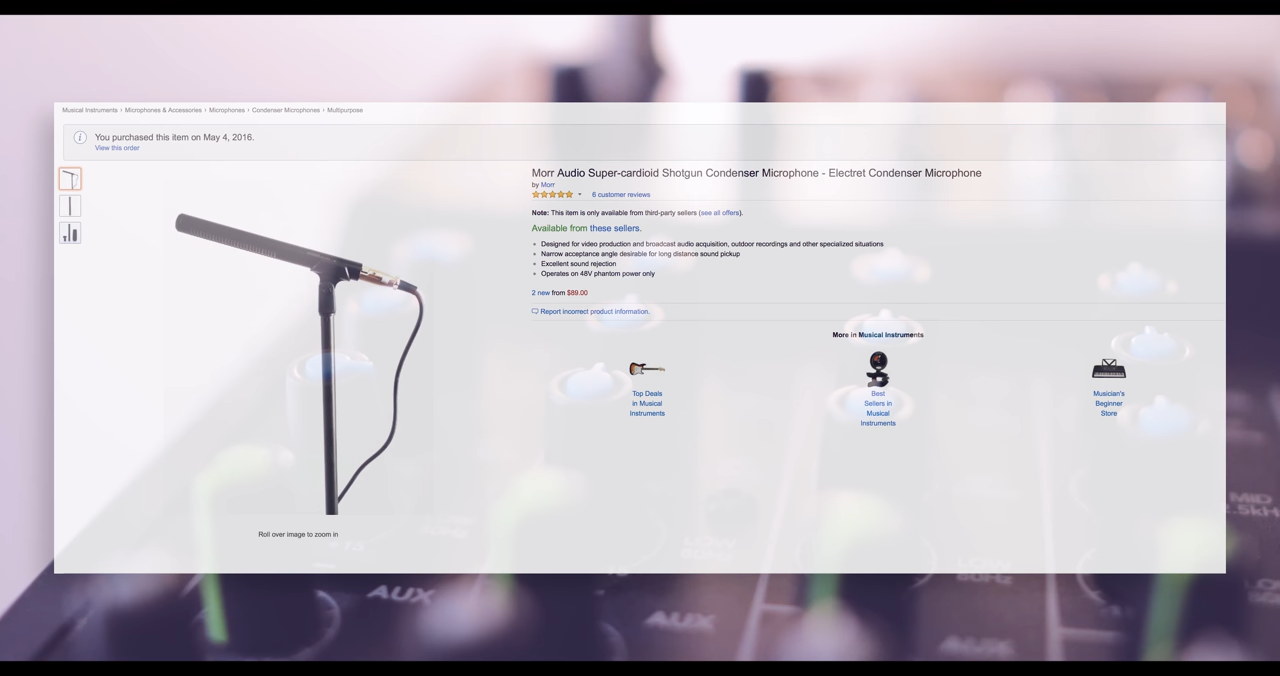 Musical Instruments › Microphones & Accessories › Microphones › Condenser Microphones › Multipurpose
You purchased this item on May 4, 2016.
View this order
Morr Audio Super-cardioid Shotgun Condenser Microphone - Electret Condenser Microphone
by Morr
6 customer reviews
Note: This item is only available from third-party sellers (see all offers).
Available from these sellers.
Designed for video production and broadcast audio acquisition, outdoor recordings and other specialized situations
Narrow acceptance angle desirable for long distance sound pickup
Excellent sound rejection
Operates on 48V phantom power only
2 new from $89.00
Report incorrect product information.
More in Musical Instruments
Top Deals
in Musical
Instruments
Best
Sellers in
Musical
Instruments
Musician's
Beginner
Store
Roll over image to zoom in
MID
2.5kH
LOW
80Hz
AUX
AUX